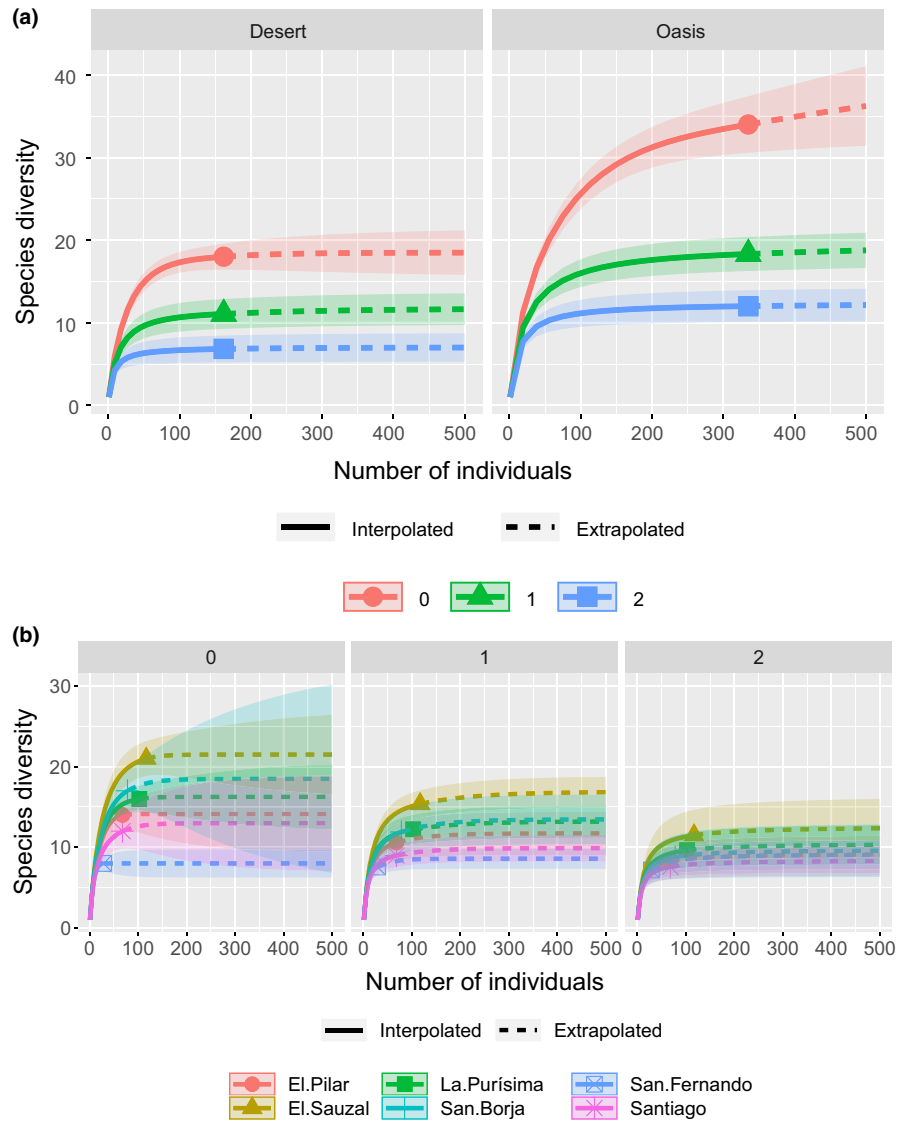 (a)
Desert Oasis
40
30
20
10
0
Species diversity
0 100 200 300 400 500 0 100 200 300 400 500
Number of individuals
Interpolated Extrapolated
0 1 2
(b)
0 1 2
30
20
10
0
Species diversity
0 100 200 300 400 500 0 100 200 300 400 500 0 100 200 300 400 500
Number of individuals
Interpolated Extrapolated
El.Pilar La.Purísima San.Fernando
El.Sauzal San.Borja Santiago